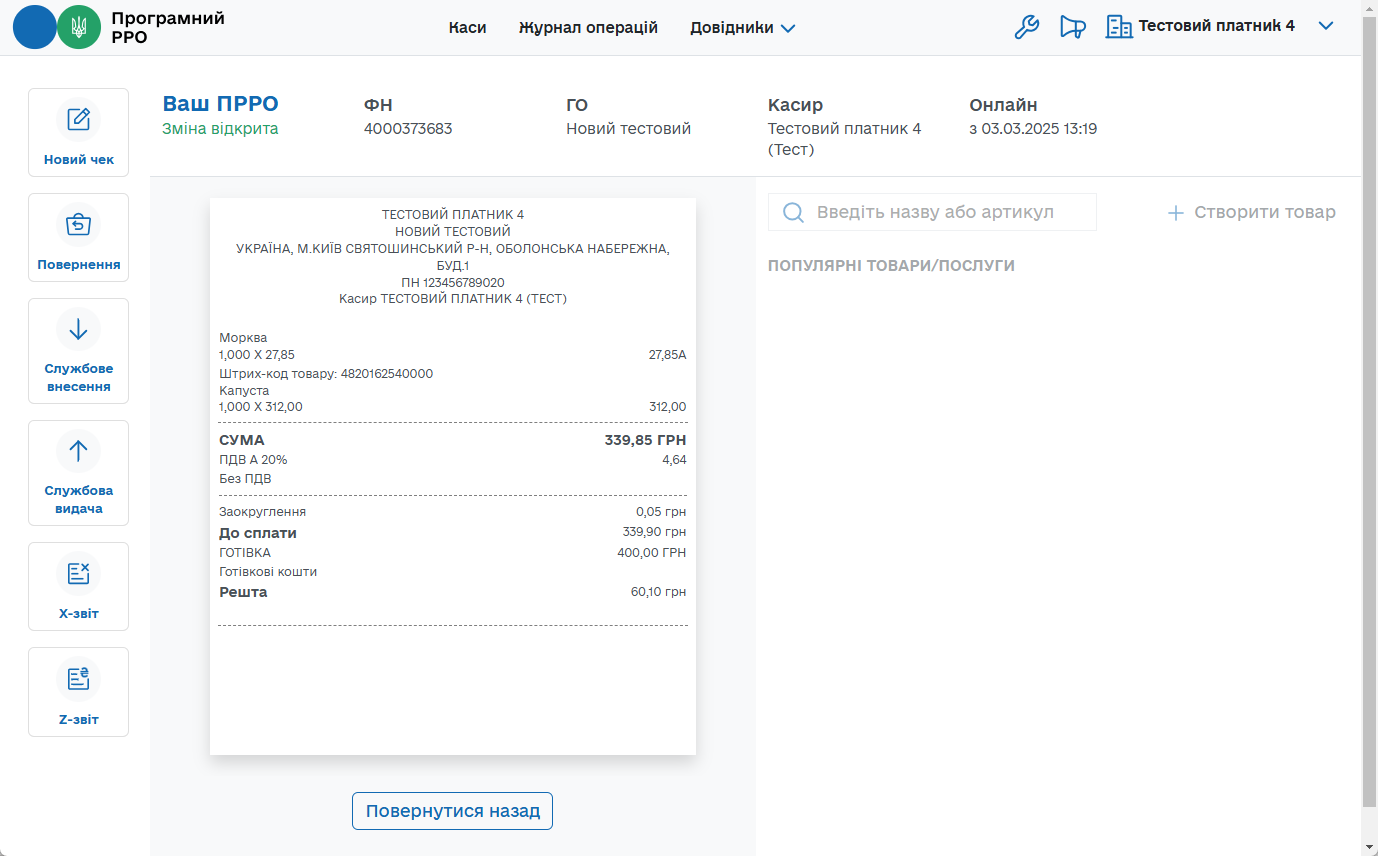 Програмний
РРО
Каси
Журнал операцій
Довідники
Тестовий платник 4
Новий чек
Повернення
Службове
внесення
Службова
видача
X-звіт
Z-звіт
Ваш ПРРО
Зміна відкрита
ФН
4000373683
ГО
Новий тестовий
Касир
Тестовий платник 4
(Тест)
Онлайн
з 03.03.2025 13:19
ТЕСТОВИЙ ПЛАТНИК 4
НОВИЙ ТЕСТОВИЙ
УКРАЇНА, М.КИЇВ СВЯТОШИНСЬКИЙ Р-Н, ОБОЛОНСЬКА НАБЕРЕЖНА,
БУД.1
ПН 123456789020
Касир ТЕСТОВИЙ ПЛАТНИК 4 (ТЕСТ)
Морква
1,000 X 27,85 27,85А
Штрих-код товару: 4820162540000
Капуста
1,000 X 312,00 312,00
СУМА 339,85 ГРН
ПДВ А 20% 4,64
Без ПДВ
Заокруглення 0,05 грн
До сплати 339,90 грн
ГОТІВКА 400,00 ГРН
Готівкові кошти
Решта 60,10 грн
Повернутися назад
Введіть назву або артикул
Створити товар
ПОПУЛЯРНІ ТОВАРИ/ПОСЛУГИ